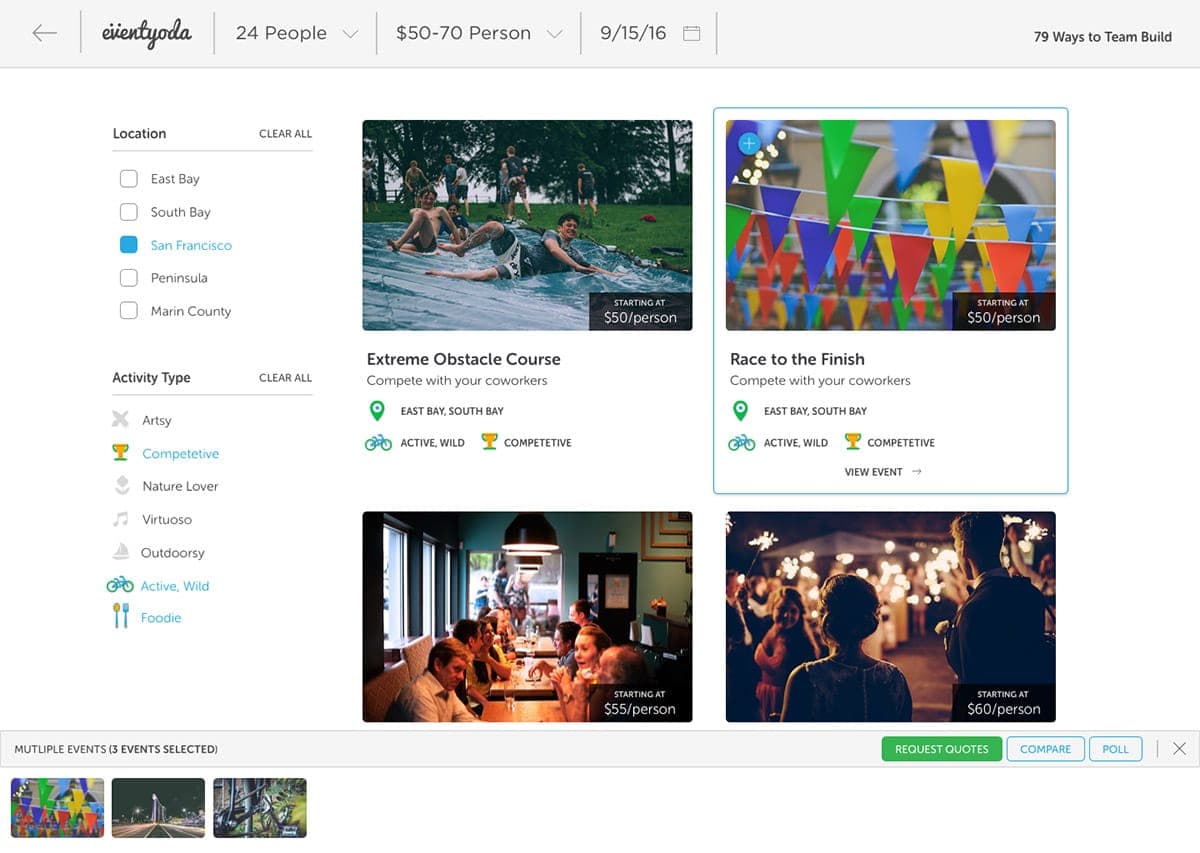 eventyoda
24 People
$50-70 Person
9/15/16
79 Ways to Team Build
Location
CLEAR ALL
East Bay
South Bay
San Francisco
Peninsula
Marin County
Activity Type
CLEAR ALL
Artsy
Competetive
Nature Lover
Virtuoso
Outdoorsy
Active, Wild
Foodie
STARTING AT
$50/person
Extreme Obstacle Course
Compete with your coworkers
EAST BAY, SOUTH BAY
ACTIVE, WILD
COMPETETIVE
STARTING AT
$50/person
Race to the Finish
Compete with your coworkers
EAST BAY, SOUTH BAY
ACTIVE, WILD
COMPETETIVE
VIEW EVENT
STARTING AT
$55/person
STARTING AT
$60/person
MUTLIPLE EVENTS (3 EVENTS SELECTED)
REQUEST QUOTES
COMPARE
POLL